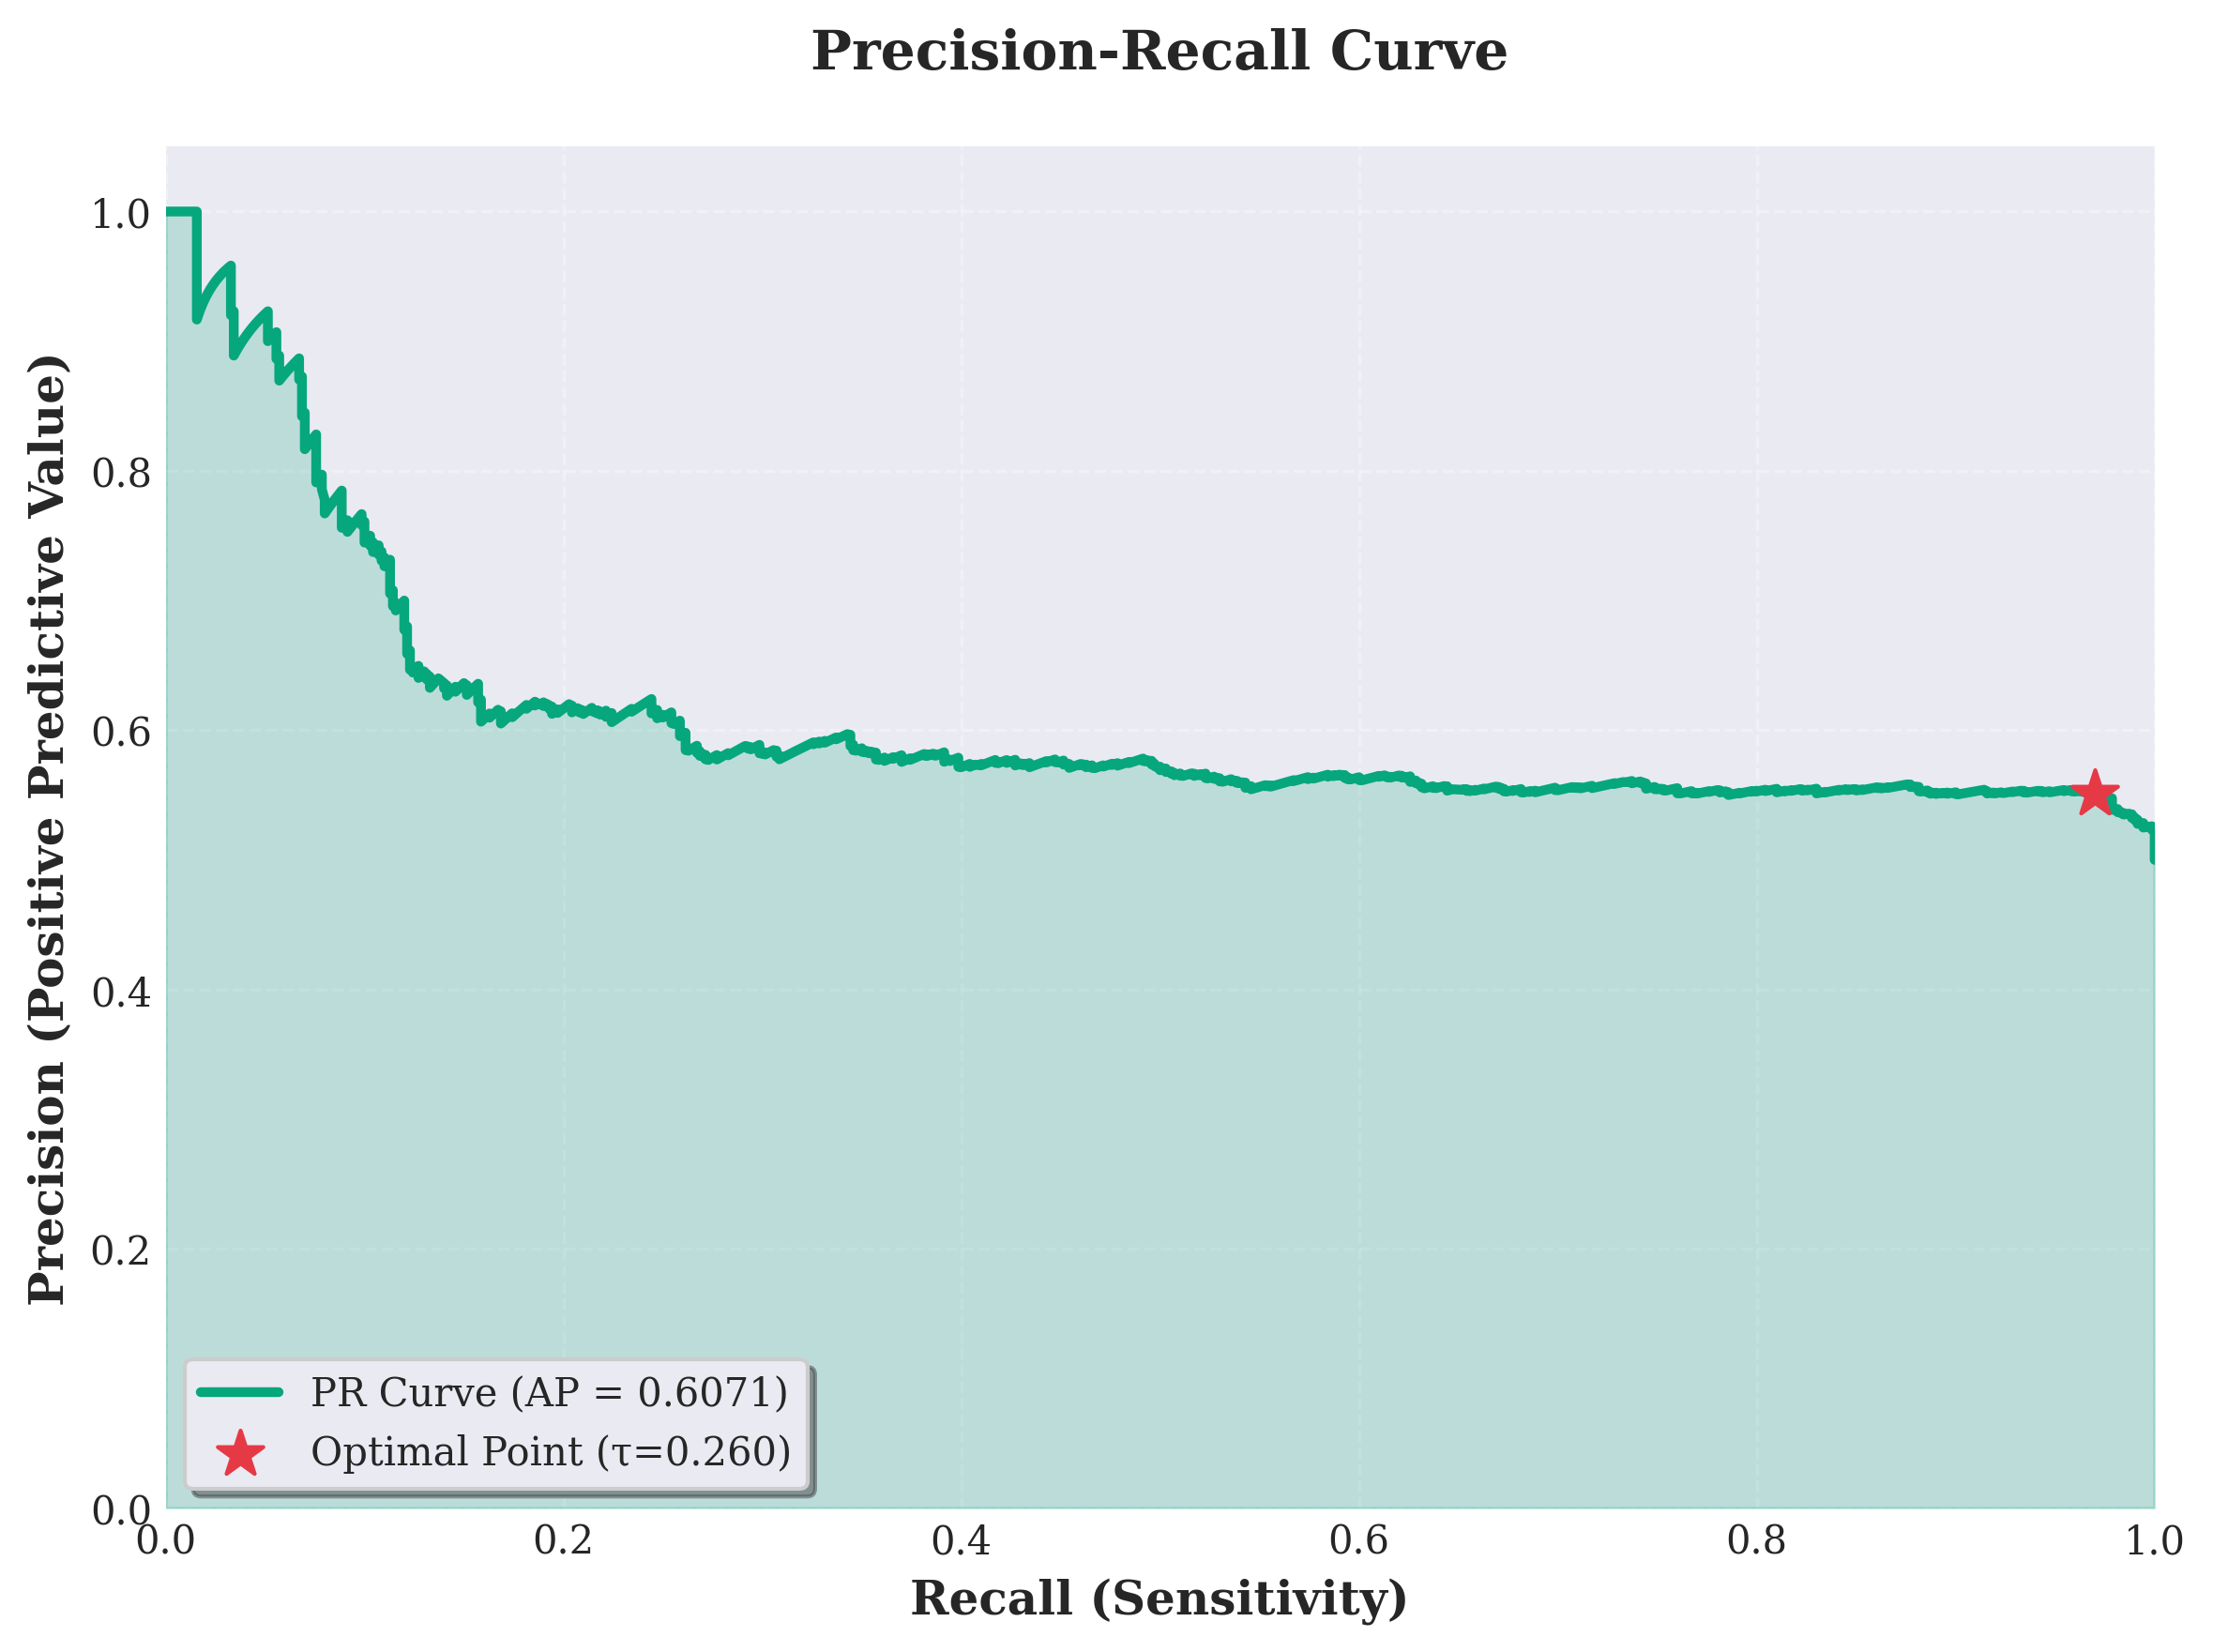 Precision-Recall Curve
Precision (Positive Predictive Value)
1.0
0.8
0.6
0.4
0.2
0.0
PR Curve (AP = 0.6071)
Optimal Point (τ=0.260)
0.0 0.2 0.4 0.6 0.8 1.0
Recall (Sensitivity)